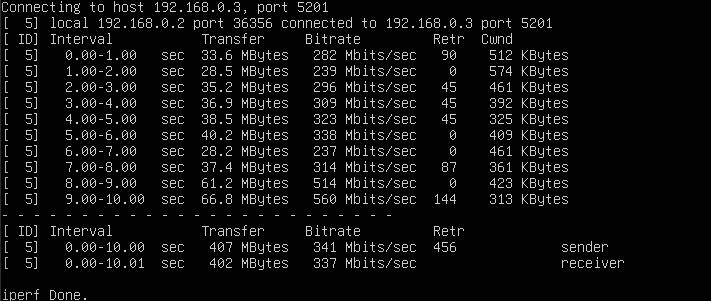 Connecting to host 192.168.0.3, port 5201
[  5] local 192.168.0.2 port 36356 connected to 192.168.0.3 port 5201
[ ID] Interval           Transfer     Bitrate         Retr  Cwnd
[  5]   0.00-1.00   sec  33.6 MBytes   282 Mbits/sec   90    512 KBytes
[  5]   1.00-2.00   sec  28.5 MBytes   239 Mbits/sec    0    574 KBytes
[  5]   2.00-3.00   sec  35.2 MBytes   296 Mbits/sec   45    461 KBytes
[  5]   3.00-4.00   sec  36.9 MBytes   309 Mbits/sec   45    392 KBytes
[  5]   4.00-5.00   sec  38.5 MBytes   323 Mbits/sec   45    325 KBytes
[  5]   5.00-6.00   sec  40.2 MBytes   338 Mbits/sec    0    409 KBytes
[  5]   6.00-7.00   sec  28.2 MBytes   237 Mbits/sec    0    461 KBytes
[  5]   7.00-8.00   sec  37.4 MBytes   314 Mbits/sec   87    361 KBytes
[  5]   8.00-9.00   sec  61.2 MBytes   514 Mbits/sec    0    423 KBytes
[  5]   9.00-10.00  sec  66.8 MBytes   560 Mbits/sec  144    313 KBytes
- - - - - - - - - - - - - - - - - - - - - - - - -
[ ID] Interval           Transfer     Bitrate         Retr
[  5]   0.00-10.00  sec   407 MBytes   341 Mbits/sec  456             sender
[  5]   0.00-10.01  sec   402 MBytes   337 Mbits/sec                  receiver

iperf Done.